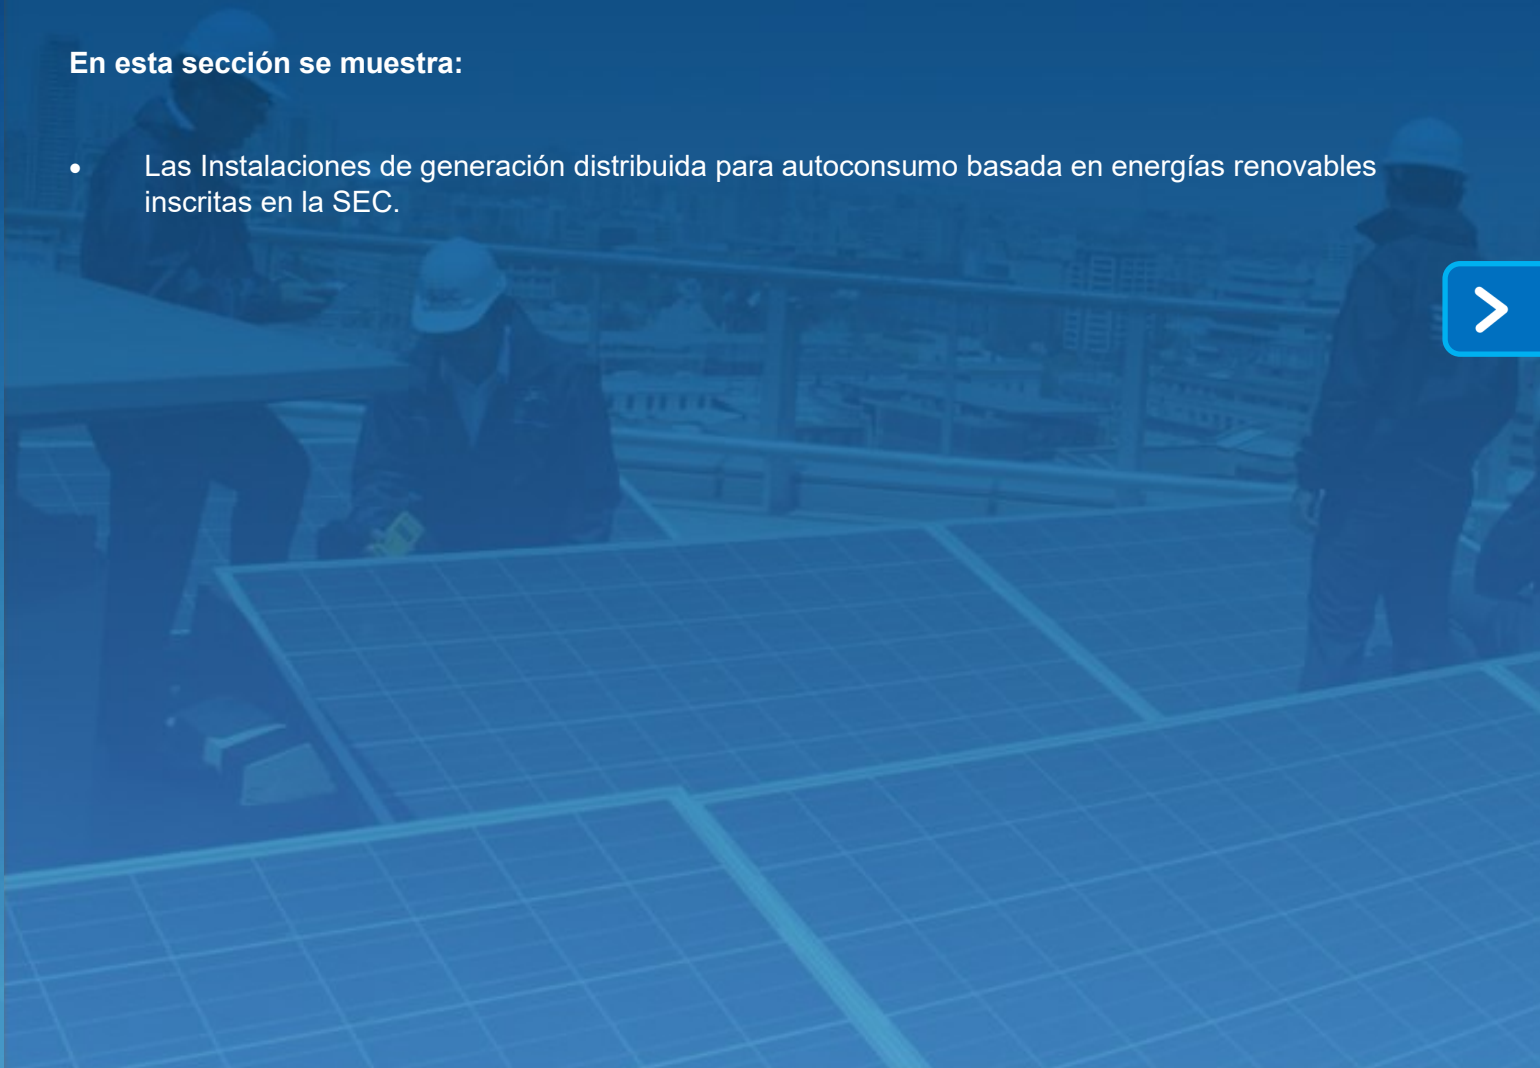 En esta sección se muestra:
• Las Instalaciones de generación distribuida para autoconsumo basada en energías renovables
inscritas en la SEC.